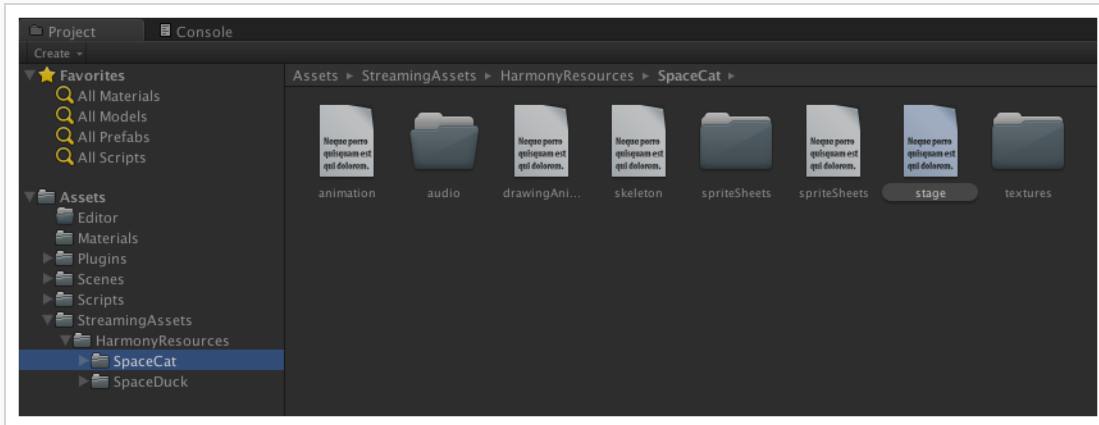 Project Console
Create
Favorites
All Materials
All Models
All Prefabs
All Scripts
Assets
Editor
Materials
Plugins
Scenes
Scripts
StreamingAssets
HarmonyResources
SpaceCat
SpaceDuck
Assets StreamingAssets HarmonyResources SpaceCat
Neque porro quisquam est qui dolorem.
animation
audio
Neque porro quisquam est qui dolorem.
drawingAni...
Neque porro quisquam est qui dolorem.
skeleton
spriteSheets
Neque porro quisquam est qui dolorem.
spriteSheets
Neque porro quisquam est qui dolorem.
stage
textures